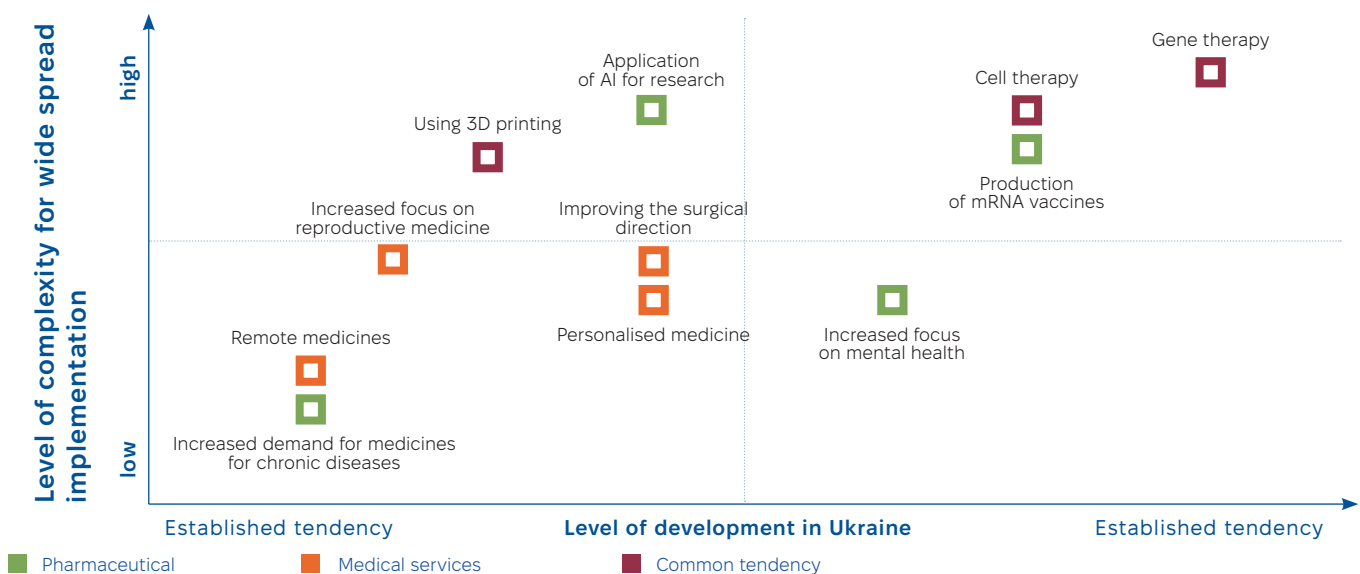 Level of complexity for wide spread
implementation
high
low
Gene therapy
Application
of AI for research
Cell therapy
Using 3D printing
Production
of mRNA vaccines
Increased focus on
reproductive medicine
Improving the surgical
direction
Remote medicines
Personalised medicine
Increased focus
on mental health
Increased demand for medicines
for chronic diseases
Established tendency
Level of development in Ukraine
Established tendency
Pharmaceutical
Medical services
Common tendency